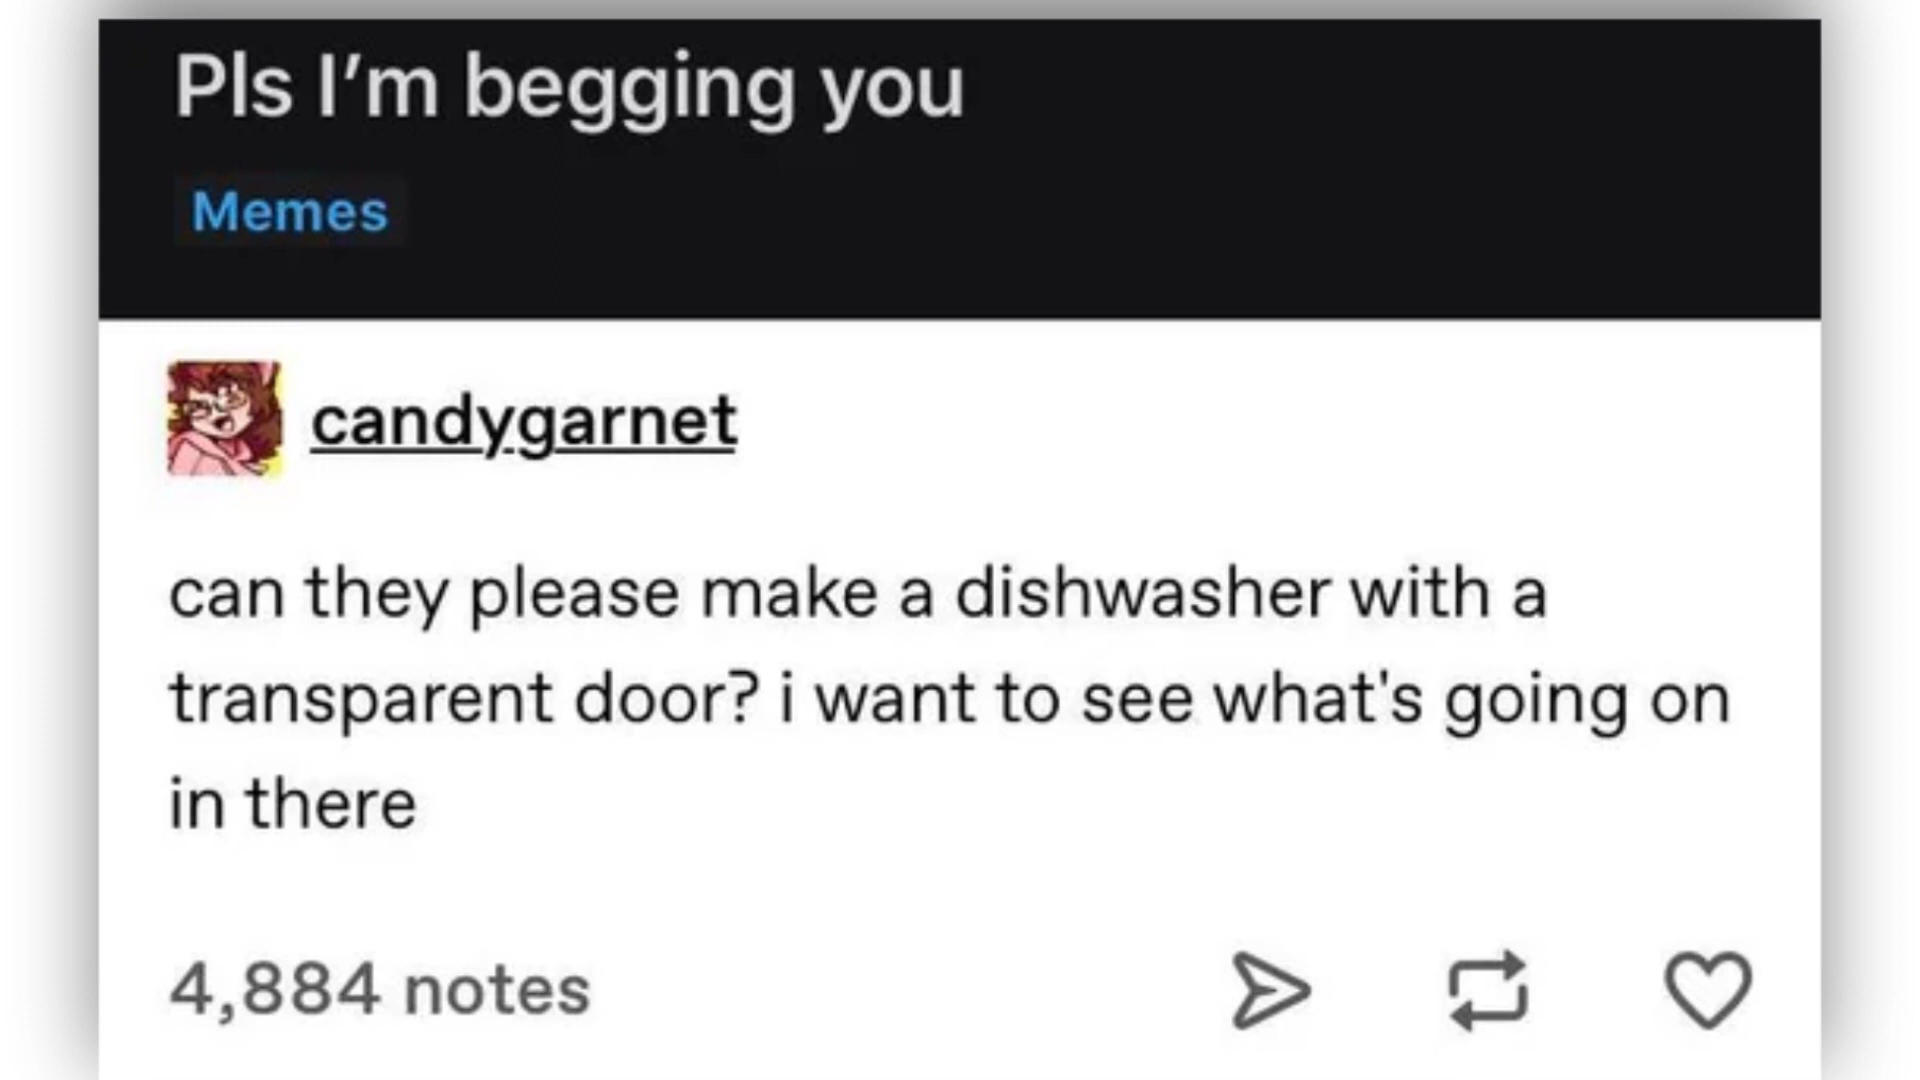 Pls I’m begging you
Memes
candygarnet
can they please make a dishwasher with a
transparent door? i want to see what's going on
in there
4,884 notes